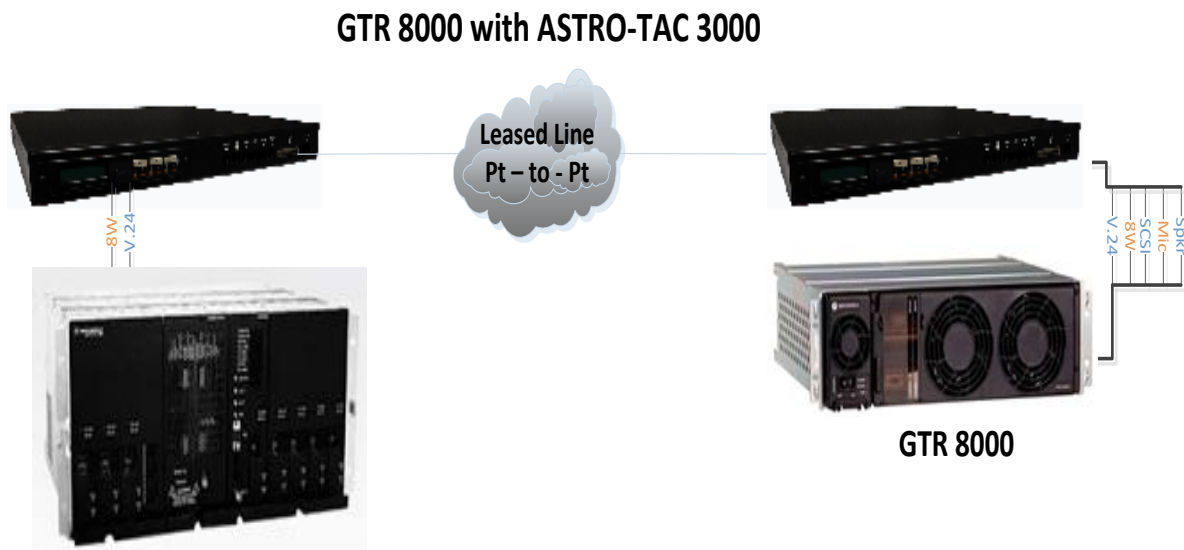 GTR 8000 with ASTRO-TAC 3000
Leased Line
Pt – to - Pt
8W
V.24
V.24
8W
SCSI
Mic
Spkr
GTR 8000